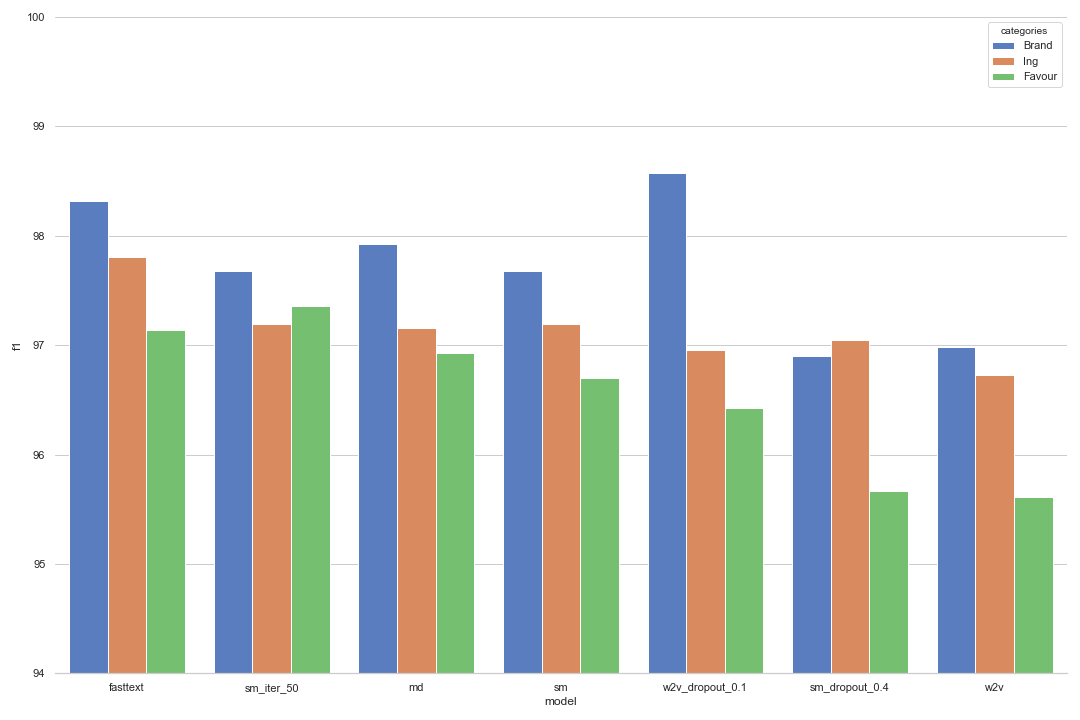 100
99
98
97
96
95
94
f1
categories
Brand
Ing
Favour
fasttext
sm_iter_50
md
sm
w2v_dropout_0.1
sm_dropout_0.4
w2v
model